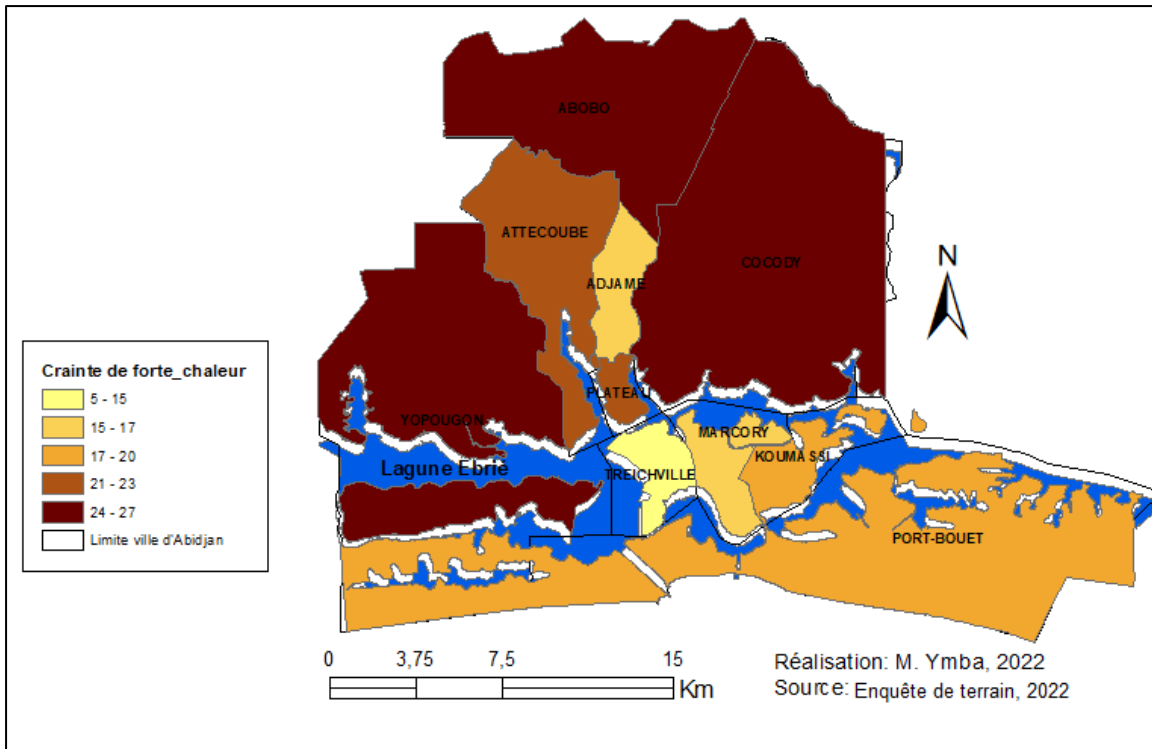 ABOBO
ATTECOUBE
ADJAME
COCODY
N
PLATEAU
YOPOUGON
MARCORY
KOUMASSI
Lagune Ebrié
TREICHVILLE
PORT-BOUET
Crainte de forte_chaleur
5 - 15
15 - 17
17 - 20
21 - 23
24 - 27
Limite ville d'Abidjan
0 3,75 7,5 15
Km
Réalisation: M. Ymba, 2022
Source: Enquête de terrain, 2022